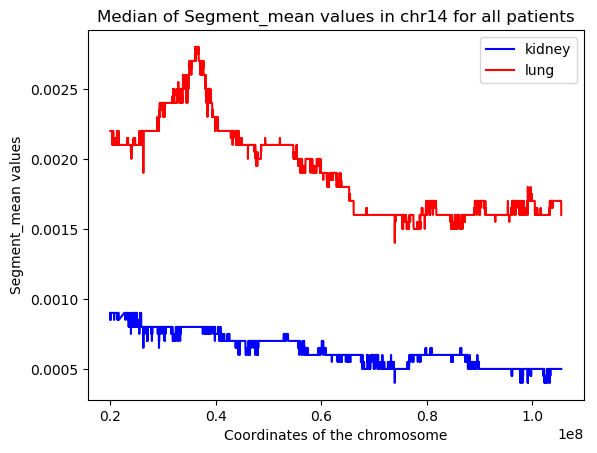 Median of Segment_mean values in chr14 for all patients
kidney
lung
Segment_mean values
0.0025
0.0020
0.0015
0.0010
0.0005
0.2
0.4
0.6
0.8
1.0
1e8
Coordinates of the chromosome